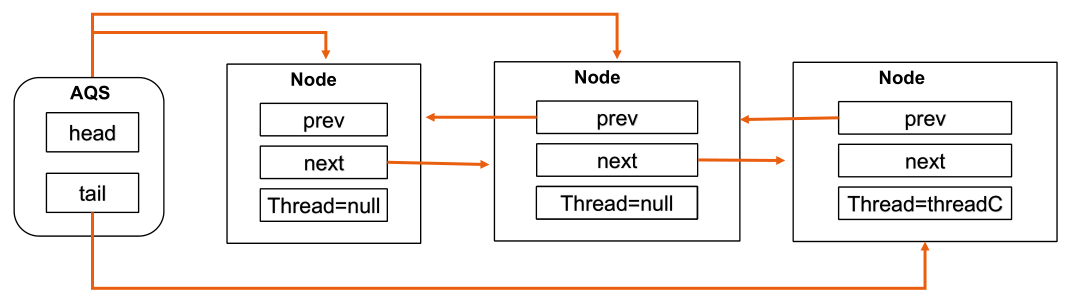 AQS
head
tail
Node
prev
next
Thread=null
Node
prev
next
Thread=null
Node
prev
next
Thread=threadC